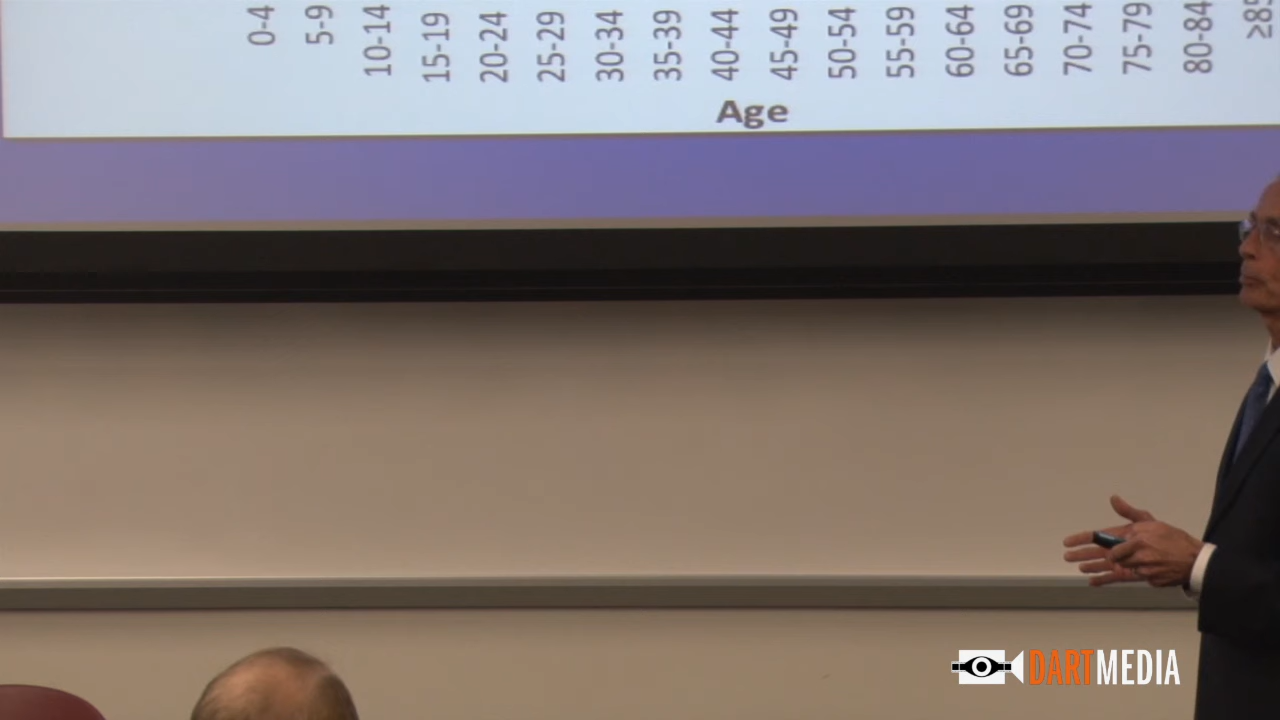 0-4 5-9 10-14 15-19 20-24 25-29 30-34 35-39 40-44 45-49 50-54 55-59 60-64 65-69 70-74 75-79 80-84 ≥85
Age
DARTMEDIA